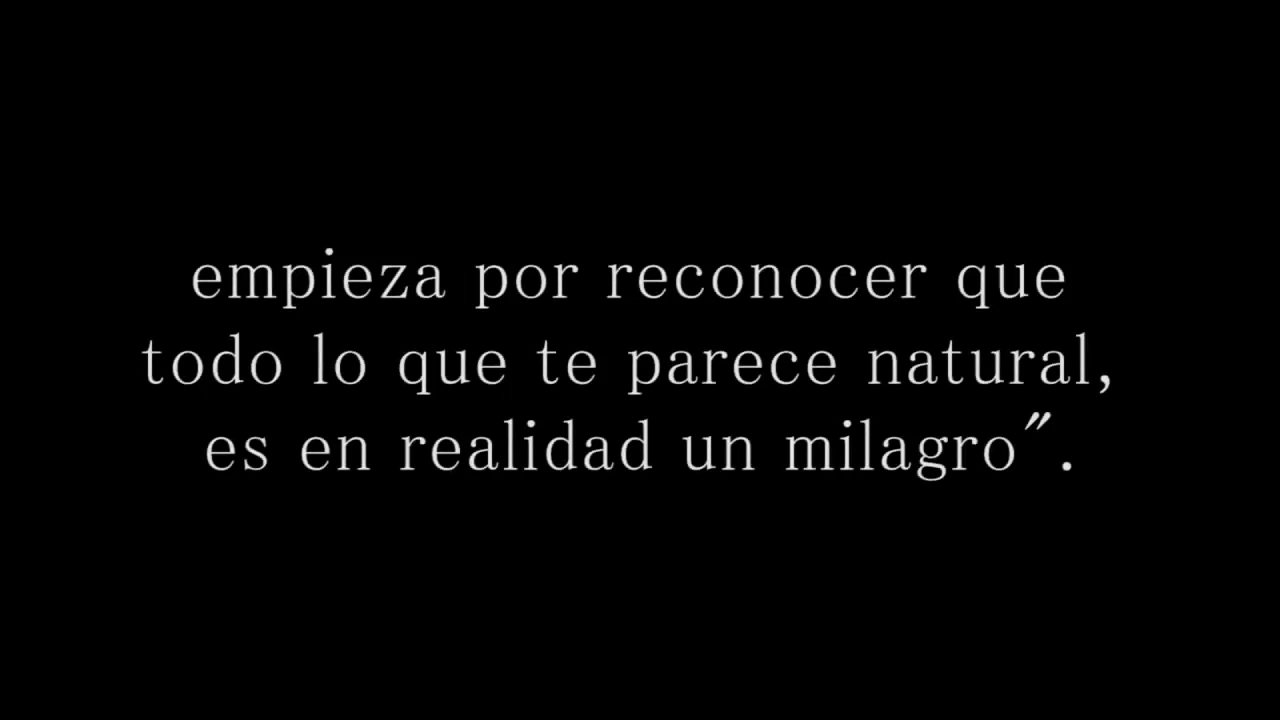 empieza por reconocer que
todo lo que te parece natural,
es en realidad un milagro".